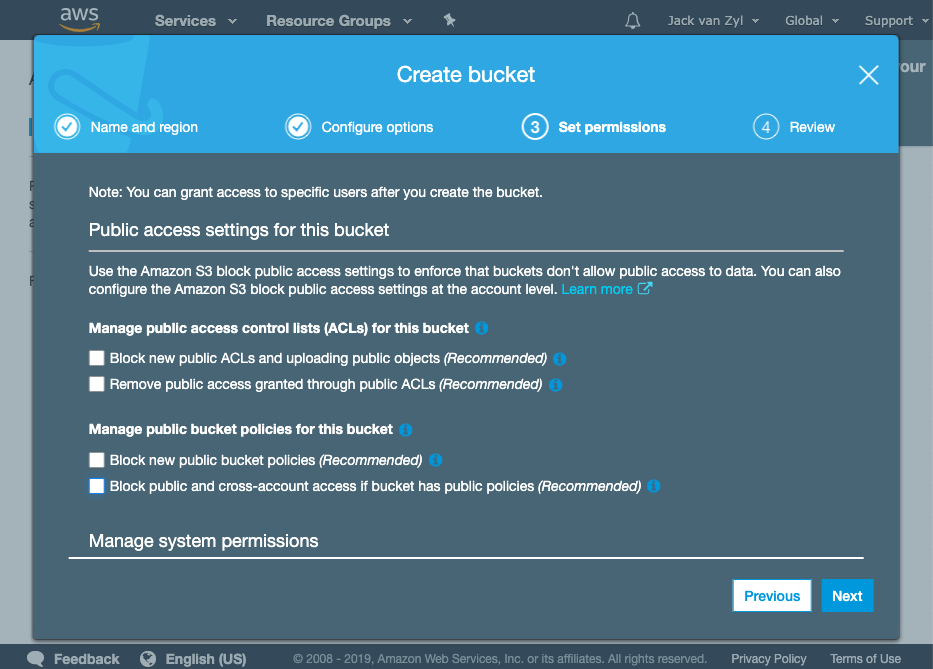 aws
Services
Resource Groups
Jack van Zyl
Global
Support
our
Create bucket
Name and region
Configure options
3 Set permissions
4 Review
Note: You can grant access to specific users after you create the bucket.
Public access settings for this bucket
Use the Amazon S3 block public access settings to enforce that buckets don't allow public access to data. You can also
configure the Amazon S3 block public access settings at the account level. Learn more
Manage public access control lists (ACLs) for this bucket
Block new public ACLs and uploading public objects (Recommended)
Remove public access granted through public ACLs (Recommended)
Manage public bucket policies for this bucket
Block new public bucket policies (Recommended)
Block public and cross-account access if bucket has public policies (Recommended)
Manage system permissions
Previous
Next
Feedback
English (US)
© 2008 - 2019, Amazon Web Services, Inc. or its affiliates. All rights reserved.
Privacy Policy
Terms of Use